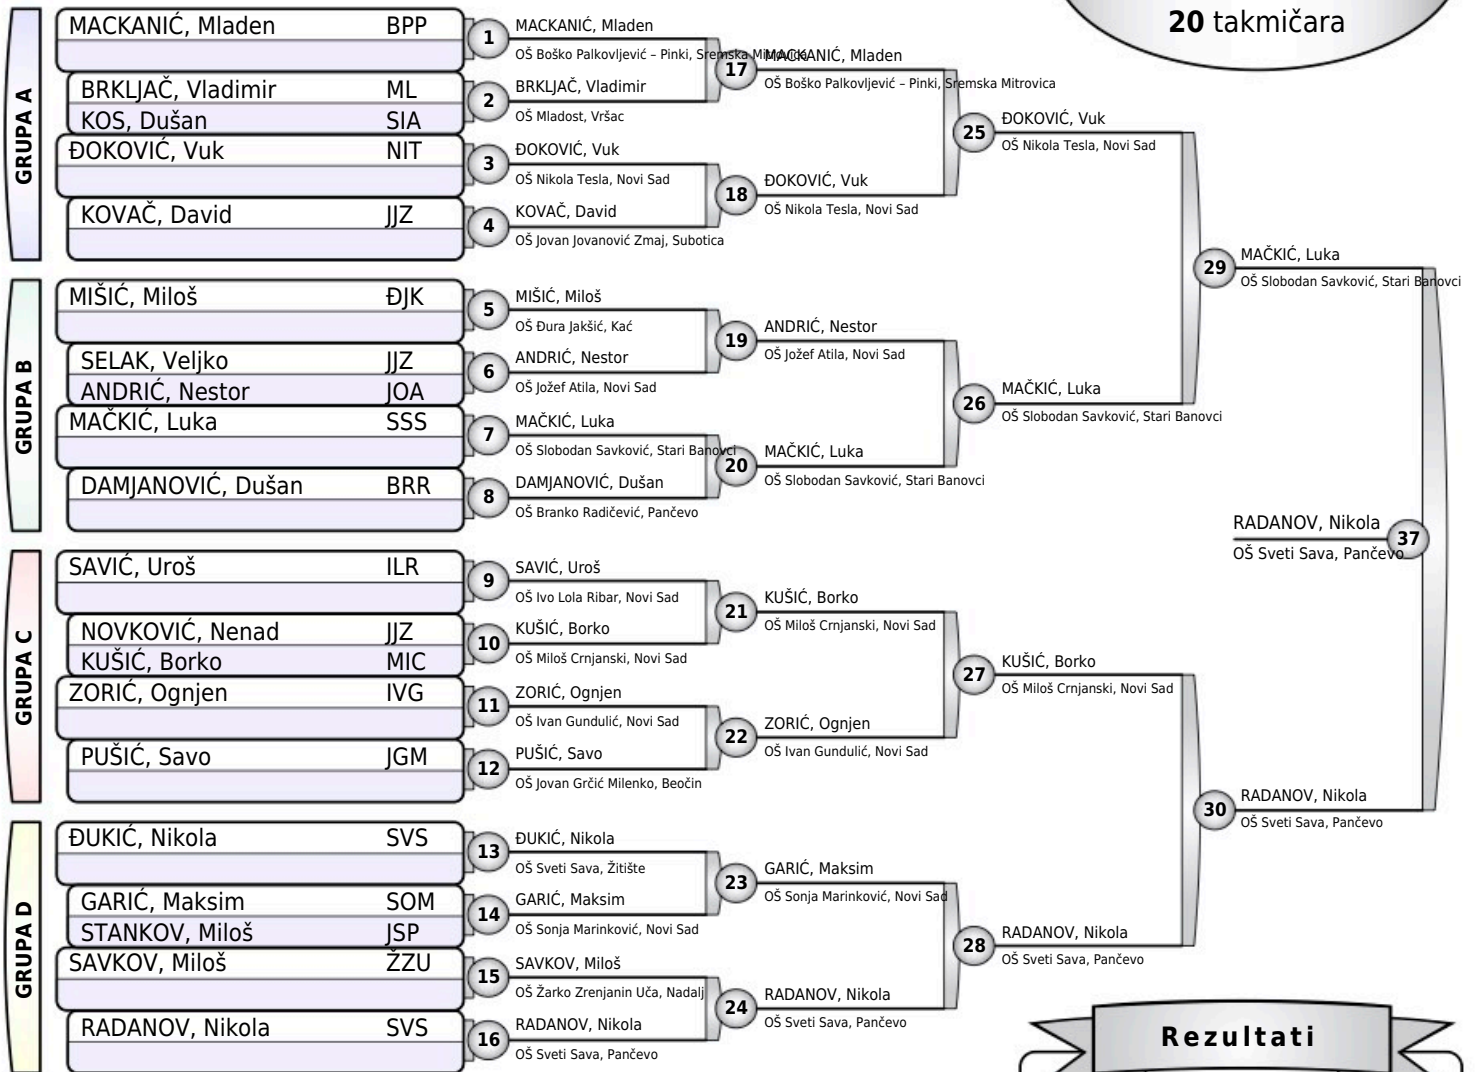 20 takmičara
GRUPA A
MACKANIĆ, Mladen BPP
BRKLJAČ, Vladimir ML
KOS, Dušan SIA
ĐOKOVIĆ, Vuk NIT
KOVAČ, David JJZ
GRUPA B
MIŠIĆ, Miloš ĐJK
SELAK, Veljko JJZ
ANDRIĆ, Nestor JOA
MAČKIĆ, Luka SSS
DAMJANOVIĆ, Dušan BRR
GRUPA C
SAVIĆ, Uroš ILR
NOVKOVIĆ, Nenad JJZ
KUŠIĆ, Borko MIC
ZORIĆ, Ognjen IVG
PUŠIĆ, Savo JGM
GRUPA D
ĐUKIĆ, Nikola SVS
GARIĆ, Maksim SOM
STANKOV, Miloš JSP
SAVKOV, Miloš ŽZU
RADANOV, Nikola SVS
1 MACKANIĆ, Mladen
OŠ Boško Palkovljević – Pinki, Sremska Mitrovica
2 BRKLJAČ, Vladimir
OŠ Mladost, Vršac
3 ĐOKOVIĆ, Vuk
OŠ Nikola Tesla, Novi Sad
4 KOVAČ, David
OŠ Jovan Jovanović Zmaj, Subotica
5 MIŠIĆ, Miloš
OŠ Đura Jakšić, Kać
6 ANDRIĆ, Nestor
OŠ Jožef Atila, Novi Sad
7 MAČKIĆ, Luka
OŠ Slobodan Savković, Stari Banovci
8 DAMJANOVIĆ, Dušan
OŠ Branko Radičević, Pančevo
9 SAVIĆ, Uroš
OŠ Ivo Lola Ribar, Novi Sad
10 KUŠIĆ, Borko
OŠ Miloš Crnjanski, Novi Sad
11 ZORIĆ, Ognjen
OŠ Ivan Gundulić, Novi Sad
12 PUŠIĆ, Savo
OŠ Jovan Grčić Milenko, Beočin
13 ĐUKIĆ, Nikola
OŠ Sveti Sava, Žitište
14 GARIĆ, Maksim
OŠ Sonja Marinković, Novi Sad
15 SAVKOV, Miloš
OŠ Žarko Zrenjanin Uča, Nadalj
16 RADANOV, Nikola
OŠ Sveti Sava, Pančevo
17 MACKANIĆ, Mladen
OŠ Boško Palkovljević – Pinki, Sremska Mitrovica
18 ĐOKOVIĆ, Vuk
OŠ Nikola Tesla, Novi Sad
19 ANDRIĆ, Nestor
OŠ Jožef Atila, Novi Sad
20 MAČKIĆ, Luka
OŠ Slobodan Savković, Stari Banovci
21 KUŠIĆ, Borko
OŠ Miloš Crnjanski, Novi Sad
22 ZORIĆ, Ognjen
OŠ Ivan Gundulić, Novi Sad
23 GARIĆ, Maksim
OŠ Sonja Marinković, Novi Sad
24 RADANOV, Nikola
OŠ Sveti Sava, Pančevo
25 ĐOKOVIĆ, Vuk
OŠ Nikola Tesla, Novi Sad
26 MAČKIĆ, Luka
OŠ Slobodan Savković, Stari Banovci
27 KUŠIĆ, Borko
OŠ Miloš Crnjanski, Novi Sad
28 RADANOV, Nikola
OŠ Sveti Sava, Pančevo
29 MAČKIĆ, Luka
OŠ Slobodan Savković, Stari Banovci
30 RADANOV, Nikola
OŠ Sveti Sava, Pančevo
RADANOV, Nikola 37
OŠ Sveti Sava, Pančevo
Rezultati